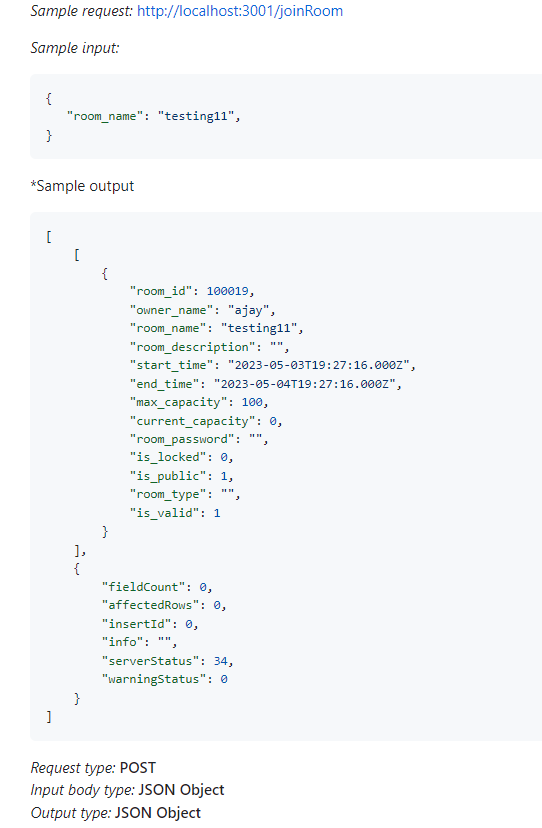 Sample request: http://localhost:3001/joinRoom
Sample input:
{
"room_name": "testing11",
}
*Sample output
[
[
{
"room_id": 100019,
"owner_name": "ajay",
"room_name": "testing11",
"room_description": "",
"start_time": "2023-05-03T19:27:16.000Z",
"end_time": "2023-05-04T19:27:16.000Z",
"max_capacity": 100,
"current_capacity": 0,
"room_password": "",
"is_locked": 0,
"is_public": 1,
"room_type": "",
"is_valid": 1
}
],
{
"fieldCount": 0,
"affectedRows": 0,
"insertId": 0,
"info": "",
"serverStatus": 34,
"warningStatus": 0
}
]
Request type: POST
Input body type: JSON Object
Output type: JSON Object